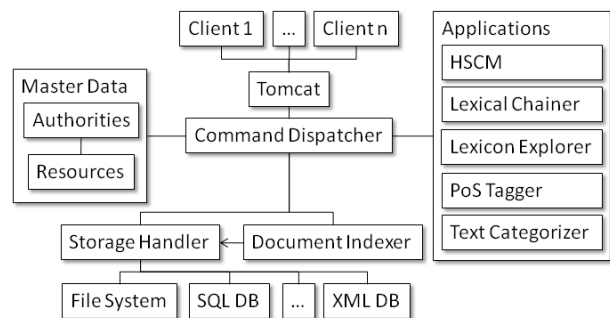 Client 1
...
Client n
Applications
HSCM
Lexical Chainer
Lexicon Explorer
PoS Tagger
Text Categorizer
Tomcat
Master Data
Authorities
Resources
Command Dispatcher
Storage Handler
Document Indexer
File System
SQL DB
...
XML DB